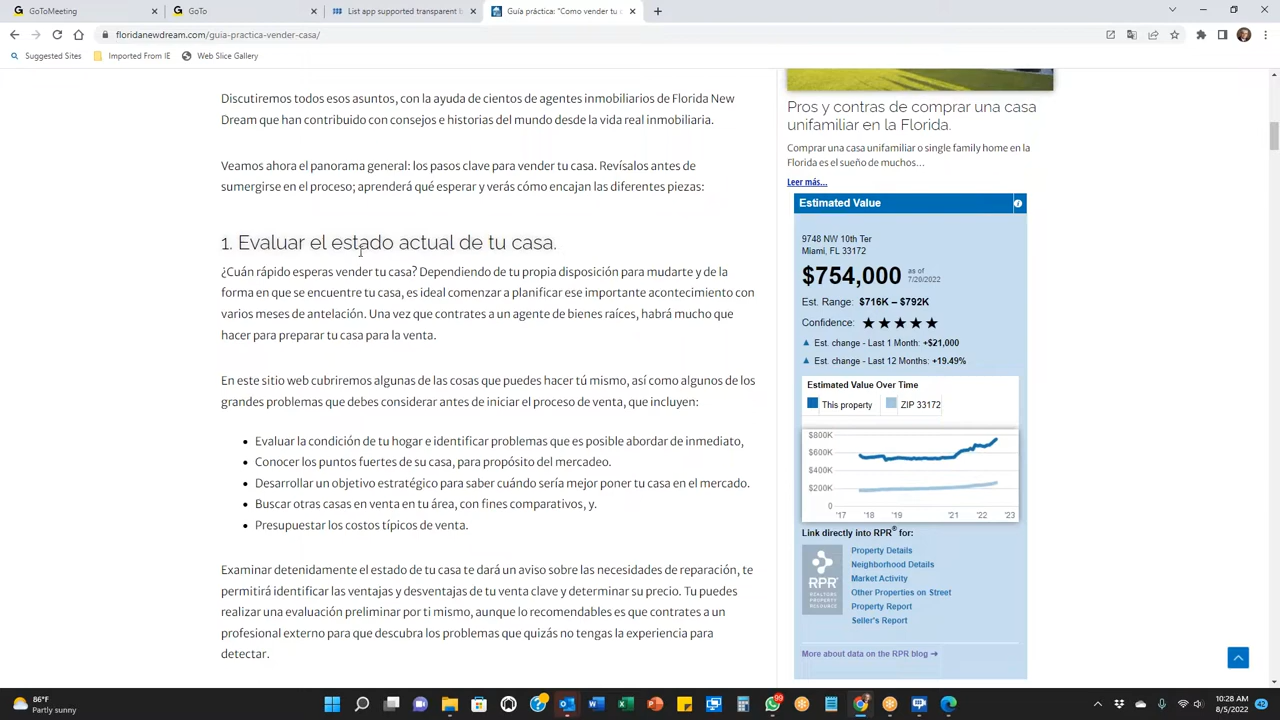 GoToMeeting
GoTo
List app supported transparent b
Guía práctica: "Como vender tu c
floridanewdream.com/guia-practica-vender-casa/
Suggested Sites
Imported From IE
Web Slice Gallery
Discutiremos todos esos asuntos, con la ayuda de cientos de agentes inmobiliarios de Florida New
Dream que han contribuido con consejos e historias del mundo desde la vida real inmobiliaria.
Veamos ahora el panorama general: los pasos clave para vender tu casa. Revísalos antes de
sumergirse en el proceso; aprenderá qué esperar y verás cómo encajan las diferentes piezas:
1. Evaluar el estado actual de tu casa.
¿Cuán rápido esperas vender tu casa? Dependiendo de tu propia disposición para mudarte y de la
forma en que se encuentre tu casa, es ideal comenzar a planificar ese importante acontecimiento con
varios meses de antelación. Una vez que contrates a un agente de bienes raíces, habrá mucho que
hacer para preparar tu casa para la venta.
En este sitio web cubriremos algunas de las cosas que puedes hacer tú mismo, así como algunos de los
grandes problemas que debes considerar antes de iniciar el proceso de venta, que incluyen:
Evaluar la condición de tu hogar e identificar problemas que es posible abordar de inmediato,
Conocer los puntos fuertes de su casa, para propósito del mercadeo.
Desarrollar un objetivo estratégico para saber cuándo sería mejor poner tu casa en el mercado.
Buscar otras casas en venta en tu área, con fines comparativos, y.
Presupuestar los costos típicos de venta.
Examinar detenidamente el estado de tu casa te dará un aviso sobre las necesidades de reparación, te
permitirá identificar las ventajas y desventajas de tu venta clave y determinar su precio. Tu puedes
realizar una evaluación preliminar por ti mismo, aunque lo recomendables es que contrates a un
profesional externo para que descubra los problemas que quizás no tengas la experiencia para
detectar.
Pros y contras de comprar una casa
unifamiliar en la Florida.
Comprar una casa unifamiliar o single family home en la
Florida es el sueño de muchos...
Leer más...
Estimated Value
9748 NW 10th Ter
Miami, FL 33172
$754,000 as of
7/20/2022
Est. Range: $716K – $792K
Confidence: ★ ★ ★ ★ ★
Est. change - Last 1 Month: +$21,000
Est. change - Last 12 Months: +19.49%
Estimated Value Over Time
This property
ZIP 33172
$800K
$600K
$400K
$200K
0
'17 '18 '19 '21 '22 '23
Link directly into RPR® for:
Property Details
Neighborhood Details
Market Activity
Other Properties on Street
Property Report
Seller's Report
RPR
REALTORS
PROPERTY
RESOURCE
More about data on the RPR blog →
86°F
Partly sunny
99
10:28 AM
8/5/2022